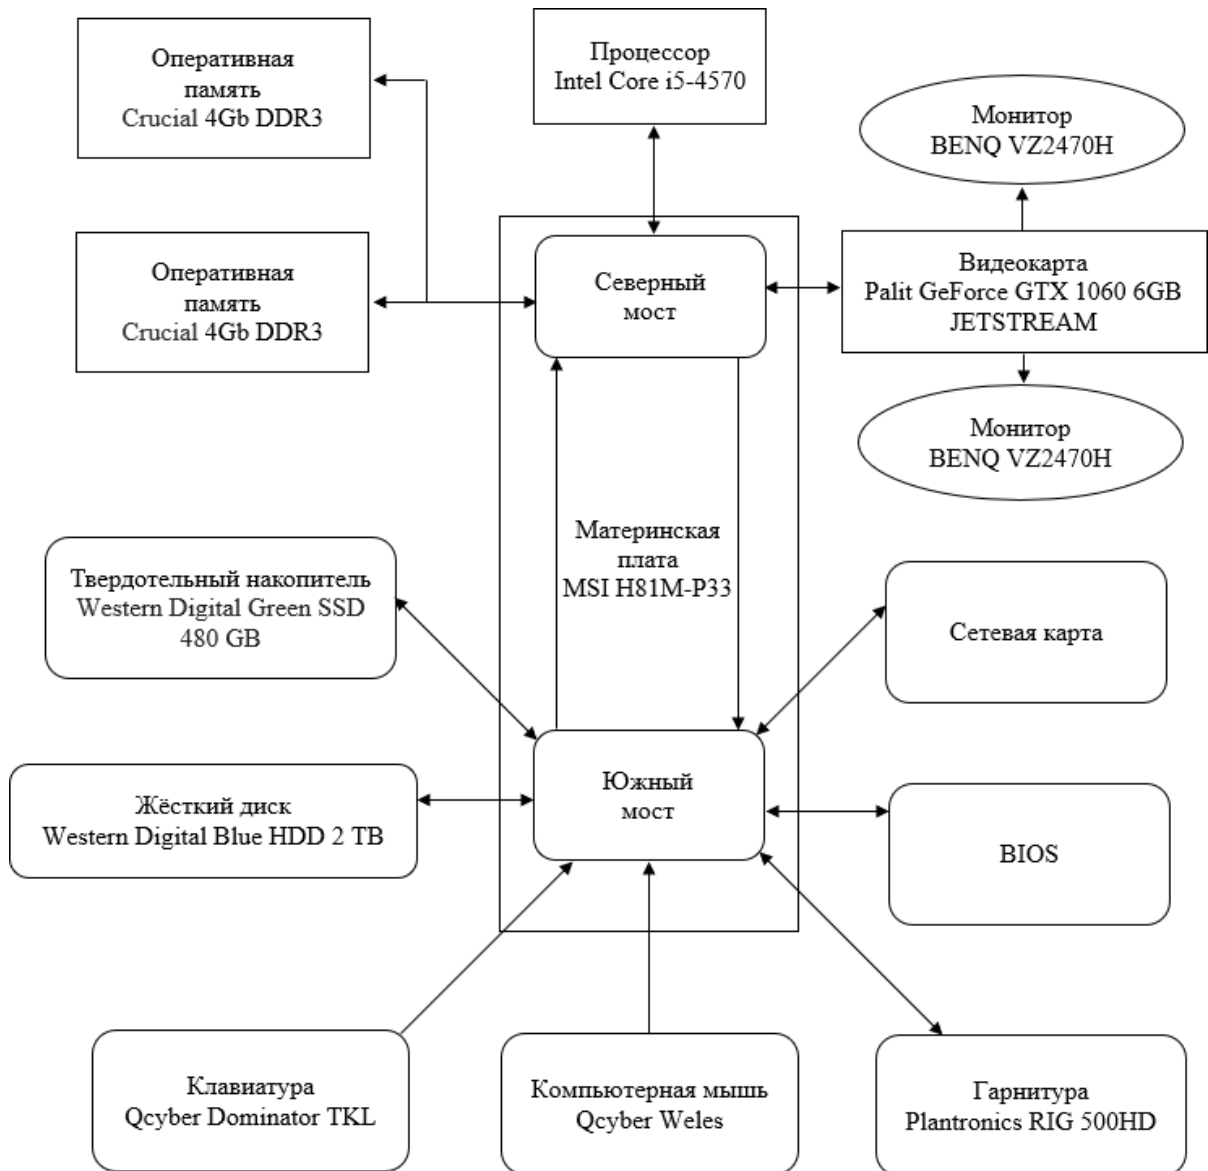 Оперативная
память
Crucial 4Gb DDR3
Процессор
Intel Core i5-4570
Монитор
BENQ VZ2470H
Оперативная
память
Crucial 4Gb DDR3
Северный
мост
Видеокарта
Palit GeForce GTX 1060 6GB
JETSTREAM
Монитор
BENQ VZ2470H
Материнская
плата
MSI H81M-P33
Твердотельный накопитель
Western Digital Green SSD
480 GB
Сетевая карта
Жёсткий диск
Western Digital Blue HDD 2 TB
Южный
мост
BIOS
Клавиатура
Qcyber Dominator TKL
Компьютерная мышь
Qcyber Weles
Гарнитура
Plantronics RIG 500HD